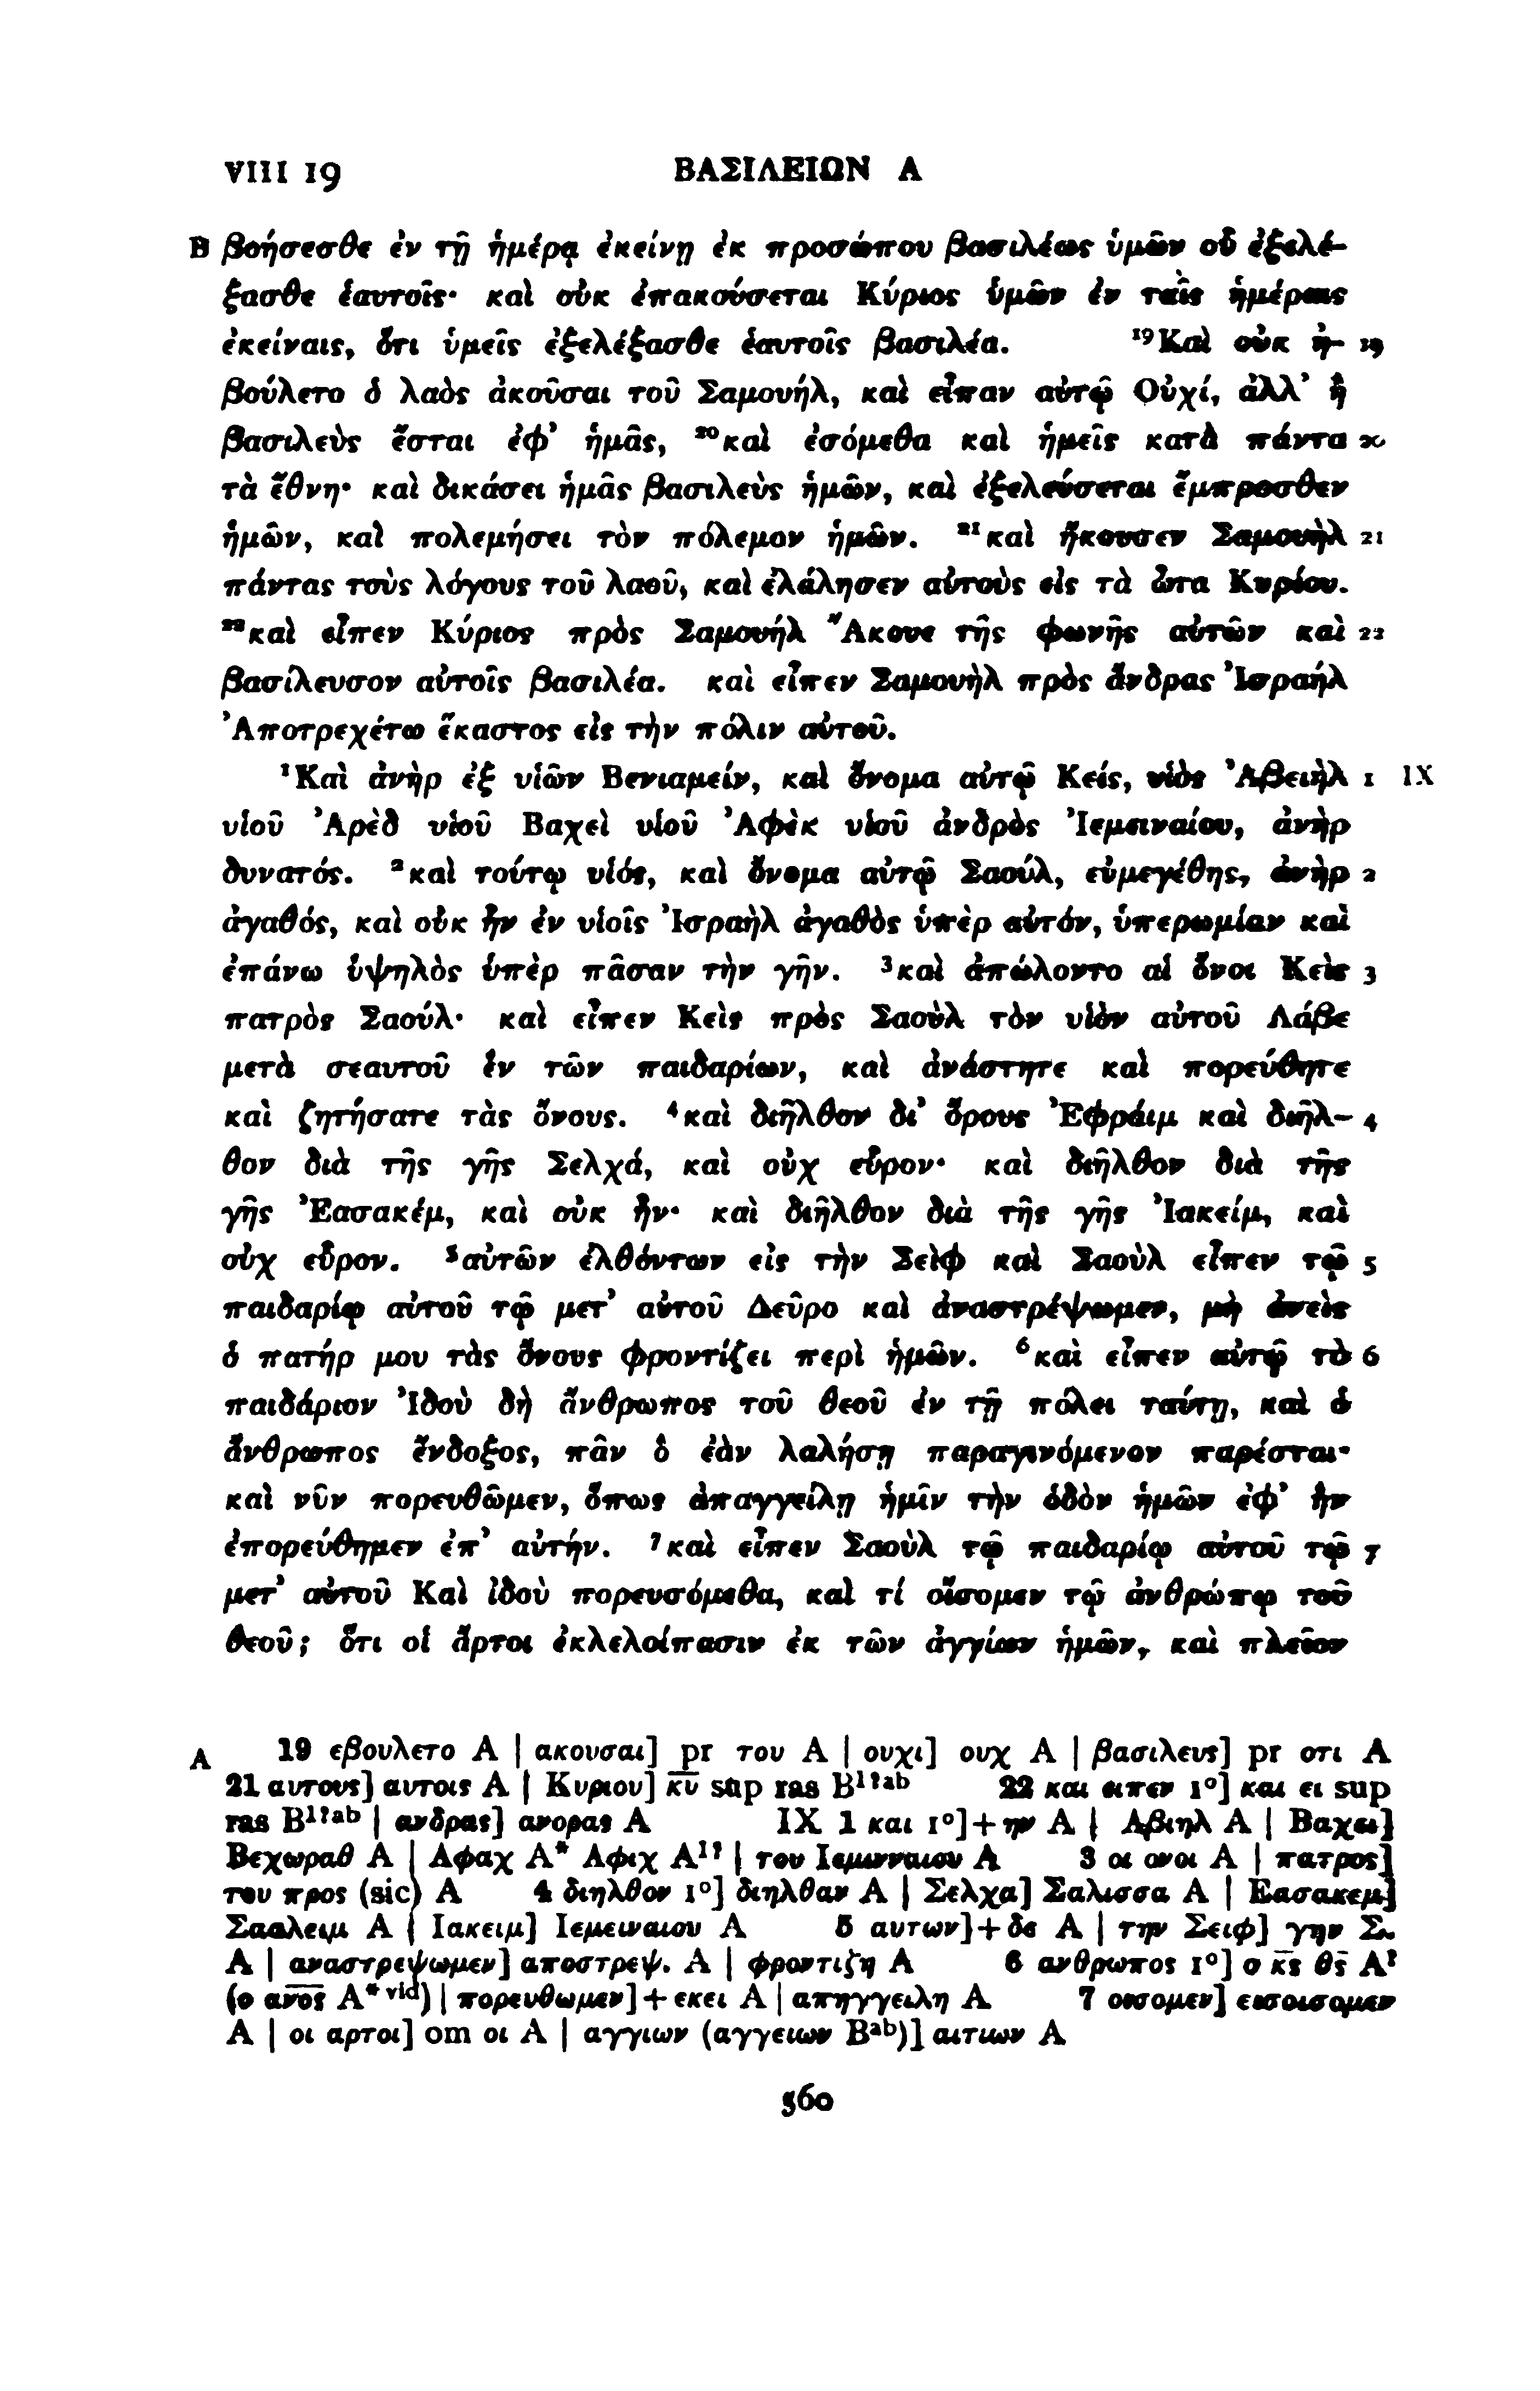 VIII 19 ΒΑΣΙΛΕΙΩΝ Α
B βοήσεσθε ἐν τῇ ἡμέρᾳ ἐκείνῃ ἐκ προσώπου βασιλέως ὑμῶν οὗ ἐξελέ-
ξασθε ἑαυτοῖς· καὶ οὐκ ἐπακούσεται Κύριος ὑμῶν ἐν ταῖς ἡμέραις
ἐκείναις, ὅτι ὑμεῖς ἐξελέξασθε ἑαυτοῖς βασιλέα. ¹⁹Καὶ οὐκ ἠ- 19
βούλετο ὁ λαὸς ἀκοῦσαι τοῦ Σαμουήλ, καὶ εἶπαν αὐτῷ Οὐχί, ἀλλ’ ἢ
βασιλεὺς ἔσται ἐφ’ ἡμᾶς, ²⁰καὶ ἐσόμεθα καὶ ἡμεῖς κατὰ πάντα 20
τὰ ἔθνη· καὶ δικάσει ἡμᾶς βασιλεὺς ἡμῶν, καὶ ἐξελεύσεται ἔμπροσθεν
ἡμῶν, καὶ πολεμήσει τὸν πόλεμον ἡμῶν. ²¹καὶ ἤκουσεν Σαμουὴλ 21
πάντας τοὺς λόγους τοῦ λαοῦ, καὶ ἐλάλησεν αὐτοὺς εἰς τὰ ὦτα Κυρίου.
²²καὶ εἶπεν Κύριος πρὸς Σαμουήλ Ἄκουε τῆς φωνῆς αὐτῶν καὶ 22
βασίλευσον αὐτοῖς βασιλέα. καὶ εἶπεν Σαμουὴλ πρὸς ἄνδρας Ἰσραήλ
Ἀποτρεχέτω ἕκαστος εἰς τὴν πόλιν αὐτοῦ.
¹Καὶ ἀνὴρ ἐξ υἱῶν Βενιαμείν, καὶ ὄνομα αὐτῷ Κείς, υἱὸς Ἀβειὴλ 1 IX
υἱοῦ Ἀρὲδ υἱοῦ Βαχεὶ υἱοῦ Ἀφὲκ υἱοῦ ἀνδρὸς Ἰεμειναίου, ἀνὴρ
δυνατός. ²καὶ τούτῳ υἱός, καὶ ὄνομα αὐτῷ Σαούλ, εὐμεγέθης, ἀνὴρ 2
ἀγαθός, καὶ οὐκ ἦν ἐν υἱοῖς Ἰσραὴλ ἀγαθὸς ὑπὲρ αὐτόν, ὑπερωμίαν καὶ
ἐπάνω ὑψηλὸς ὑπὲρ πᾶσαν τὴν γῆν. ³καὶ ἀπώλοντο αἱ ὄνοι Κεὶς 3
πατρὸς Σαούλ· καὶ εἶπεν Κεὶς πρὸς Σαοὺλ τὸν υἱὸν αὐτοῦ Λάβε
μετὰ σεαυτοῦ ἓν τῶν παιδαρίων, καὶ ἀνάστητε καὶ πορεύθητε
καὶ ζητήσατε τὰς ὄνους. ⁴καὶ διῆλθον δι’ ὄρους Ἐφράιμ καὶ διῆλ- 4
θον διὰ τῆς γῆς Σελχά, καὶ οὐχ εὗρον· καὶ διῆλθον διὰ τῆς
γῆς Ἐασακέμ, καὶ οὐκ ἦν· καὶ διῆλθον διὰ τῆς γῆς Ἰακείμ, καὶ
οὐχ εὗρον. ⁵αὐτῶν ἐλθόντων εἰς τὴν Σεὶφ καὶ Σαοὺλ εἶπεν τῷ 5
παιδαρίῳ αὐτοῦ τῷ μετ’ αὐτοῦ Δεῦρο καὶ ἀναστρέψωμεν, μὴ ἀνεὶς
ὁ πατήρ μου τὰς ὄνους φροντίζει περὶ ἡμῶν. ⁶καὶ εἶπεν αὐτῷ τὸ 6
παιδάριον Ἰδοὺ δὴ ἄνθρωπος τοῦ θεοῦ ἐν τῇ πόλει ταύτῃ, καὶ ὁ
ἄνθρωπος ἔνδοξος, πᾶν ὃ ἐὰν λαλήσῃ παραγινόμενον παρέσται·
καὶ νῦν πορευθῶμεν, ὅπως ἀπαγγείλῃ ἡμῖν τὴν ὁδὸν ἡμῶν ἐφ’ ἣν
ἐπορεύθημεν ἐπ’ αὐτήν. ⁷καὶ εἶπεν Σαοὺλ τῷ παιδαρίῳ αὐτοῦ τῷ 7
μετ’ αὐτοῦ Καὶ ἰδοὺ πορευσόμεθα, καὶ τί οἴσομεν τῷ ἀνθρώπῳ τοῦ
θεοῦ; ὅτι οἱ ἄρτοι ἐκλελοίπασιν ἐκ τῶν ἀγγίων ἡμῶν, καὶ πλεῖον
A 19 εβουλετο A | ακουσαι] pr του A | ουχι] ουχ A | βασιλευς] pr οτι A
21 αυτους] αυτοις A | Κυριου] κ̅υ̅ sup ras B¹ˀᵃᵇ 22 και ειπεν 1°] και ει sup
ras B¹ˀᵃᵇ | ανδρας] ανορας A IX 1 και 1°]+ην A | Αβιηλ A | Βαχει]
Βεχωραθ A | Αφαχ A* Αφιχ A¹ˀ | του Ιεμινναιου A 3 οι ονοι A | πατρος]
του προς (sic) A 4 διηλθον 1°] διηλθαν A | Σελχα] Σαλισσα A | Εασακεμ]
Σααλειμ A | Ιακειμ] Ιεμειναιου A 5 αυτων]+δε A | την Σειφ] γην Σ.
A | αναστρεψωμεν] αποστρεψ. A | φροντιζη A 6 ανθρωπος 1°] ο κ̅ς̅ θ̅ς̅ A¹
(ο α̅ν̅ο̅ς̅ A*ᵛⁱᵈ) | πορευθωμεν]+εκει A | απηγγειλη A 7 οισομεν] εισοισομεν
A | οι αρτοι] om οι A | αγγιων (αγγειων Bᵃᵇ)] αιτιων A
560